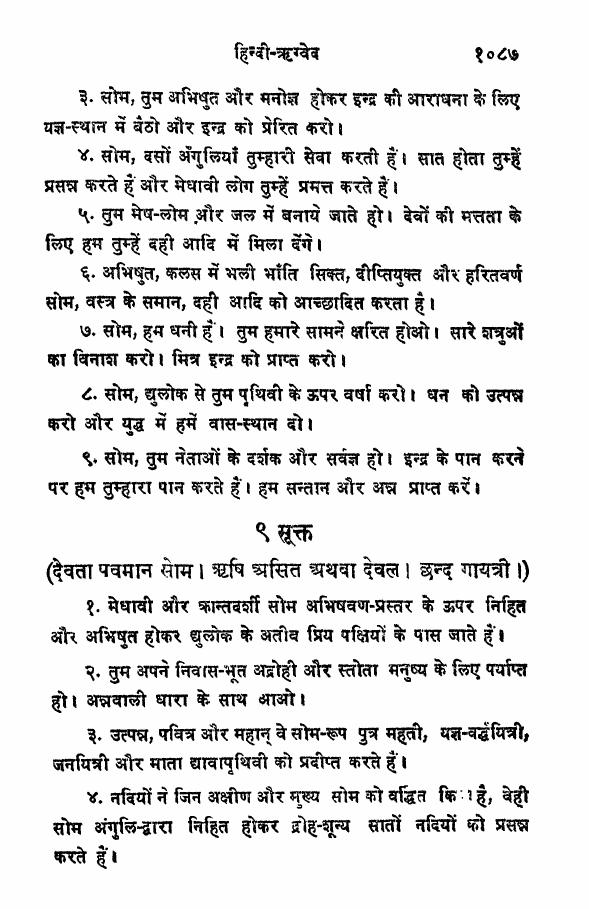 हिन्दी-ऋग्वेद १०८७
३. सोम, तुम अभिषुत और मनोज्ञ होकर इन्द्र की आराधना के लिए
यज्ञ-स्थान में बैठो और इन्द्र को प्रेरित करो।
४. सोम, दसों अँगुलियाँ तुम्हारी सेवा करती हैं। सात होता तुम्हें
प्रसन्न करते हैं और मेधावी लोग तुम्हें प्रमत्त करते हैं।
५. तुम मेष-लोम और जल में बनाये जाते हो। देवों की मत्तता के
लिए हम तुम्हें दही आदि में मिला देंगे।
६. अभिषुत, कलस में भली भाँति सिक्त, दीप्तियुक्त और हरितवर्ण
सोम, वस्त्र के समान, दही आदि को आच्छादित करता है।
७. सोम, हम धनी हैं। तुम हमारे सामने क्षरित होओ। सारे शत्रुओं
का विनाश करो। मित्र इन्द्र को प्राप्त करो।
८. सोम, द्युलोक से तुम पृथिवी के ऊपर वर्षा करो। धन को उत्पन्न
करो और युद्ध में हमें वास-स्थान दो।
९. सोम, तुम नेताओं के दर्शक और सर्वज्ञ हो। इन्द्र के पान करने
पर हम तुम्हारा पान करते हैं। हम सन्तान और अन्न प्राप्त करें।
९ सूक्त
(देवता पवमान सोम। ऋषि असित अथवा देवल। छन्द गायत्री।)
१. मेधावी और क्रान्तदर्शी सोम अभिषवण-प्रस्तर के ऊपर निहित
और अभिषुत होकर द्युलोक के अतीव प्रिय पक्षियों के पास जाते हैं।
२. तुम अपने निवास-भूत अद्रोही और स्तोता मनुष्य के लिए पर्याप्त
हो। अन्नवाली धारा के साथ आओ।
३. उत्पन्न, पवित्र और महान् वे सोम-रूप पुत्र महती, यज्ञ-वर्द्धयित्री,
जनयित्री और माता द्यावापृथिवी को प्रदीप्त करते हैं।
४. नदियों ने जिन अक्षीण और मुख्य सोम को वर्द्धित है, वेही
सोम अंगुलि-द्वारा निहित होकर द्रोह-शून्य सातों नदियों को प्रसन्न
करते हैं।